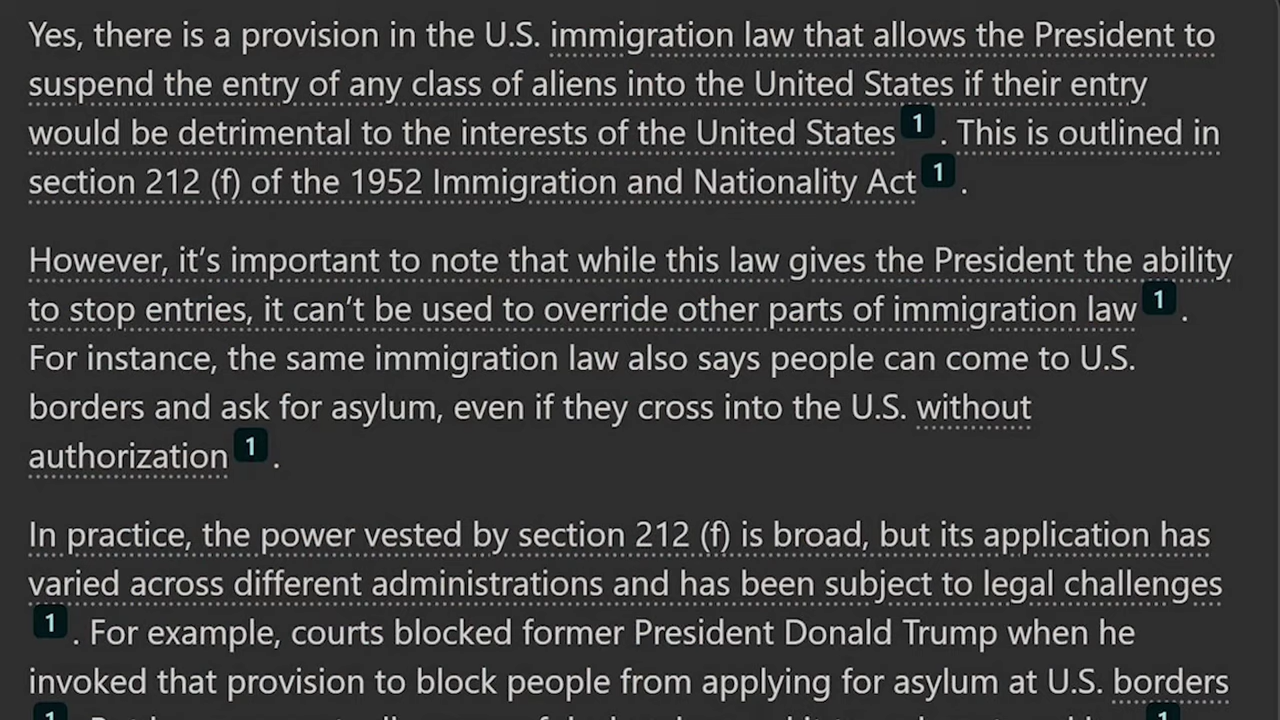 Yes, there is a provision in the U.S. immigration law that allows the President to
suspend the entry of any class of aliens into the United States if their entry
would be detrimental to the interests of the United States 1 . This is outlined in
section 212 (f) of the 1952 Immigration and Nationality Act 1 .
However, it’s important to note that while this law gives the President the ability
to stop entries, it can’t be used to override other parts of immigration law 1 .
For instance, the same immigration law also says people can come to U.S.
borders and ask for asylum, even if they cross into the U.S. without
authorization 1 .
In practice, the power vested by section 212 (f) is broad, but its application has
varied across different administrations and has been subject to legal challenges
1 . For example, courts blocked former President Donald Trump when he
invoked that provision to block people from applying for asylum at U.S. borders
1 1